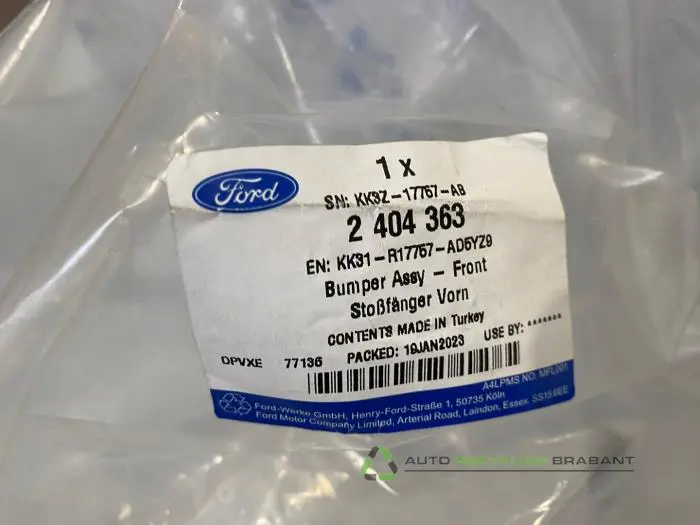 1 x
Ford
SN: KK3Z-17757-AB
2 404 363
EN: KK31-R17757-AD5YZ9
Bumper Assy - Front
Stoßfänger Vorn
CONTENTS MADE IN Turkey
DPVXE 77136 PACKED: 19JAN2023 USE BY: *******
A4LPMS NO. MFL001
Ford-Werke GmbH, Henry-Ford-Straße 1, 50735 Köln
Ford Motor Company Limited, Arterial Road, Laindon, Essex. SS15 6EE
AUTO RECYCLING BRABANT